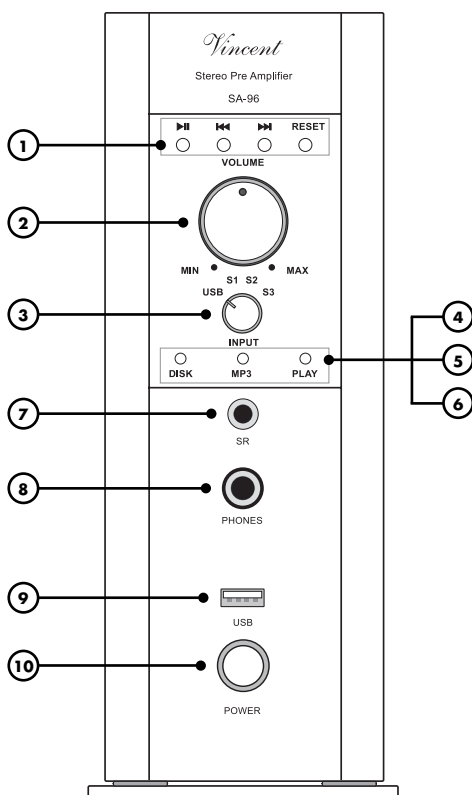 Vincent
Stereo Pre Amplifier
SA-96
RESET
1
VOLUME
2
MIN MAX
S1 S2
USB S3
3
INPUT
4
5
6
DISK MP3 PLAY
7
SR
8
PHONES
9
USB
10
POWER